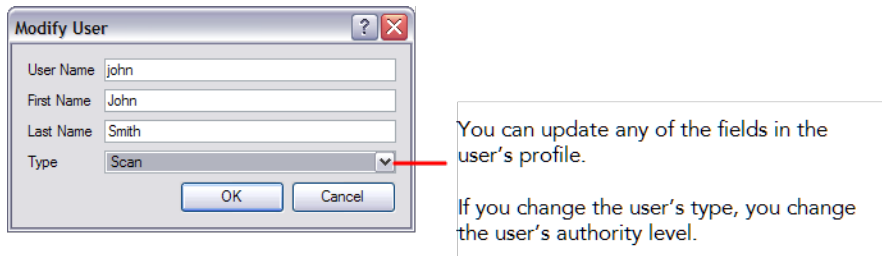 Modify User
?
User Name john
First Name John
Last Name Smith
Type Scan
OK Cancel
You can update any of the fields in the
user's profile.
If you change the user's type, you change
the user's authority level.